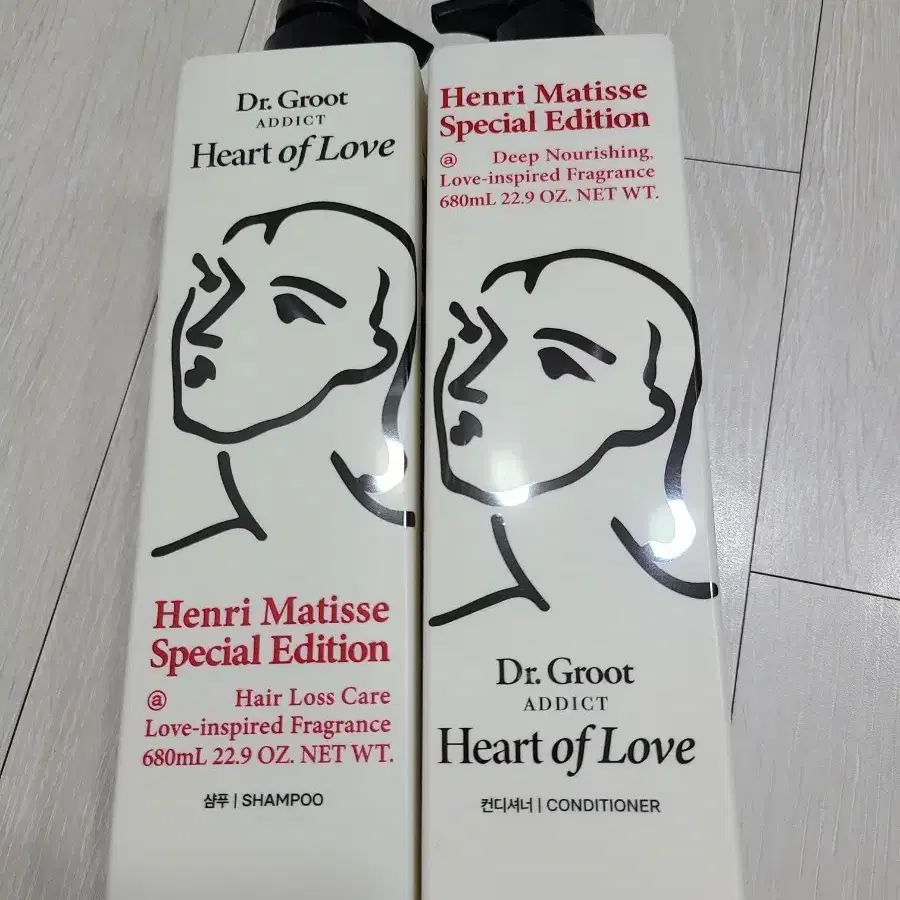 Dr. Groot
ADDICT
Heart of Love
Henri Matisse
Special Edition
ⓐ Hair Loss Care
Love-inspired Fragrance
680mL 22.9 OZ. NET WT.
샴푸 | SHAMPOO
Henri Matisse
Special Edition
ⓐ Deep Nourishing,
Love-inspired Fragrance
680mL 22.9 OZ. NET WT.
Dr. Groot
ADDICT
Heart of Love
컨디셔너 | CONDITIONER